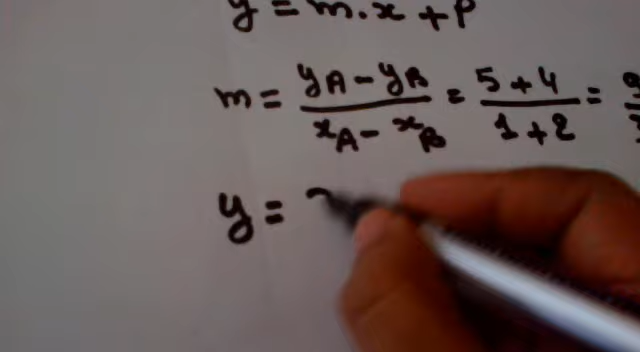 y = m.x + p
m = yA - yB / xA - xB = 5 + 4 / 1 + 2 =
y =